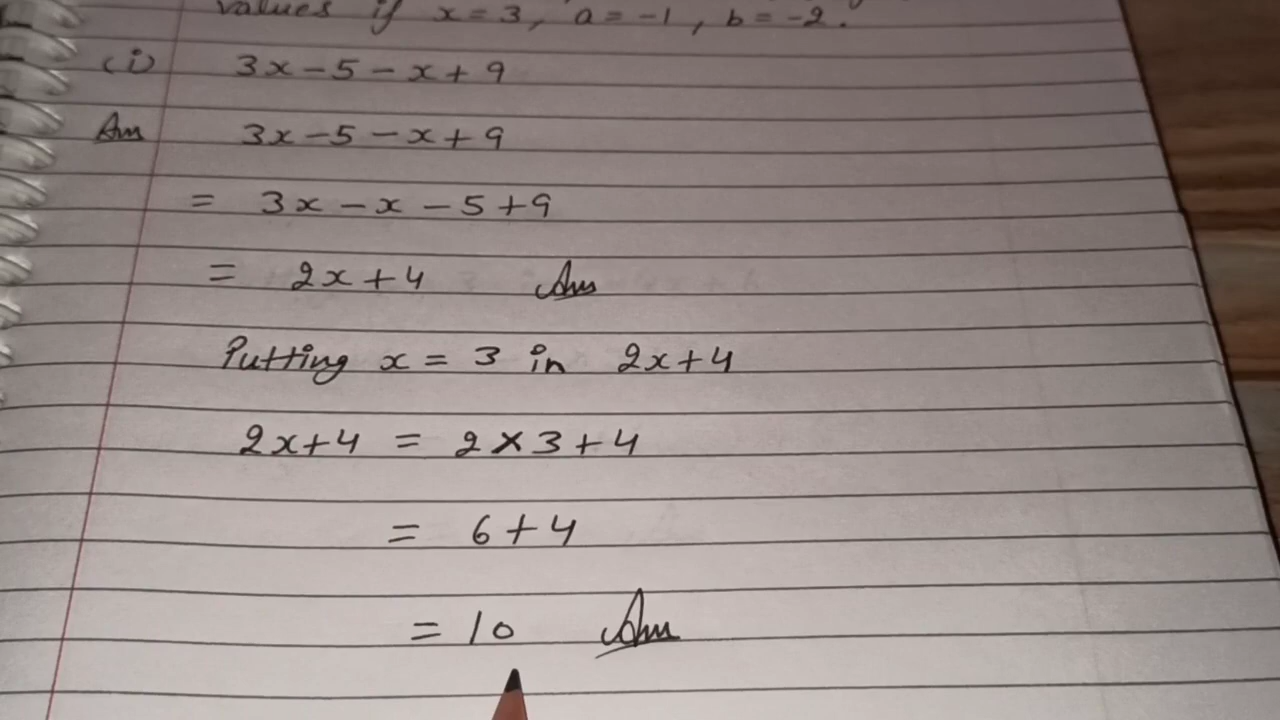 values if x = 3, a = -1, b = -2.
(i) 3x - 5 - x + 9
Ans 3x - 5 - x + 9
= 3x - x - 5 + 9
= 2x + 4 Ans
Putting x = 3 in 2x + 4
2x + 4 = 2 × 3 + 4
= 6 + 4
= 10 Ans